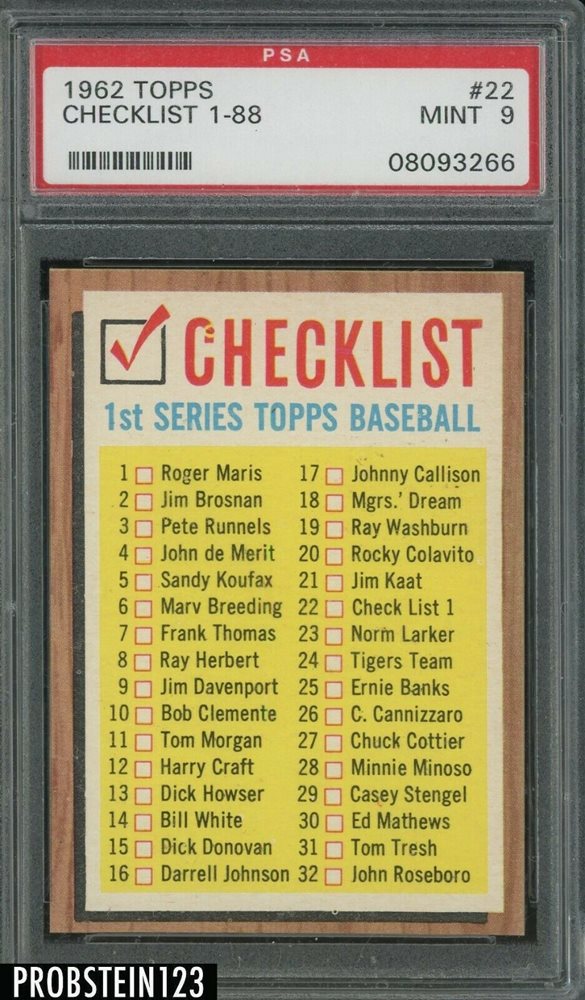 PSA
1962 TOPPS #22
CHECKLIST 1-88 MINT 9
08093266
CHECKLIST
1st SERIES TOPPS BASEBALL
1 Roger Maris
2 Jim Brosnan
3 Pete Runnels
4 John de Merit
5 Sandy Koufax
6 Marv Breeding
7 Frank Thomas
8 Ray Herbert
9 Jim Davenport
10 Bob Clemente
11 Tom Morgan
12 Harry Craft
13 Dick Howser
14 Bill White
15 Dick Donovan
16 Darrell Johnson
17 Johnny Callison
18 Mgrs.' Dream
19 Ray Washburn
20 Rocky Colavito
21 Jim Kaat
22 Check List 1
23 Norm Larker
24 Tigers Team
25 Ernie Banks
26 C. Cannizzaro
27 Chuck Cottier
28 Minnie Minoso
29 Casey Stengel
30 Ed Mathews
31 Tom Tresh
32 John Roseboro
PROBSTEIN123